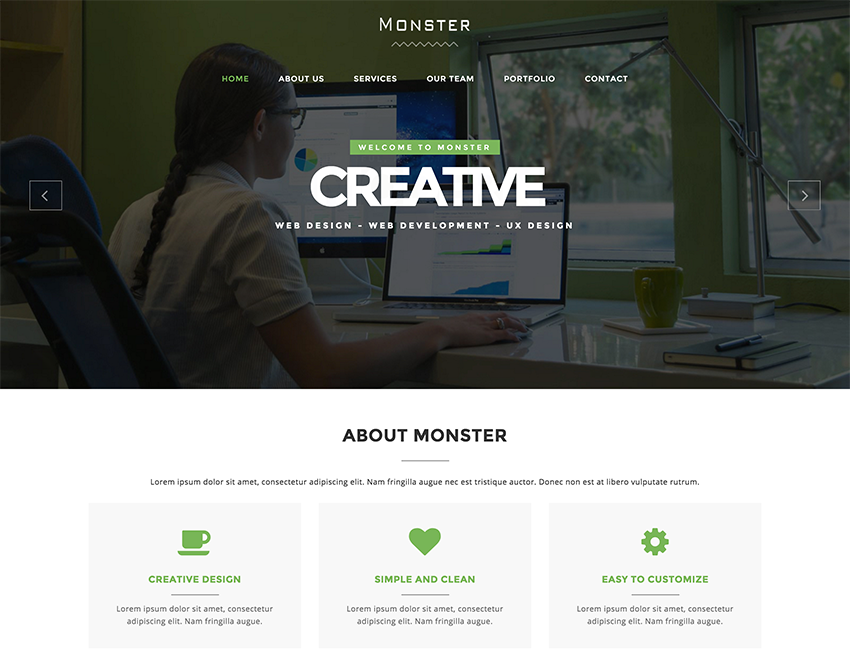 Monster
HOME ABOUT US SERVICES OUR TEAM PORTFOLIO CONTACT
WELCOME TO MONSTER
CREATIVE
WEB DESIGN - WEB DEVELOPMENT - UX DESIGN
ABOUT MONSTER
Lorem ipsum dolor sit amet, consectetur adipiscing elit. Nam fringilla augue nec est tristique auctor. Donec non est at libero vulputate rutrum.
CREATIVE DESIGN
Lorem ipsum dolor sit amet, consectetur
adipiscing elit. Nam fringilla augue.
SIMPLE AND CLEAN
Lorem ipsum dolor sit amet, consectetur
adipiscing elit. Nam fringilla augue.
EASY TO CUSTOMIZE
Lorem ipsum dolor sit amet, consectetur
adipiscing elit. Nam fringilla augue.